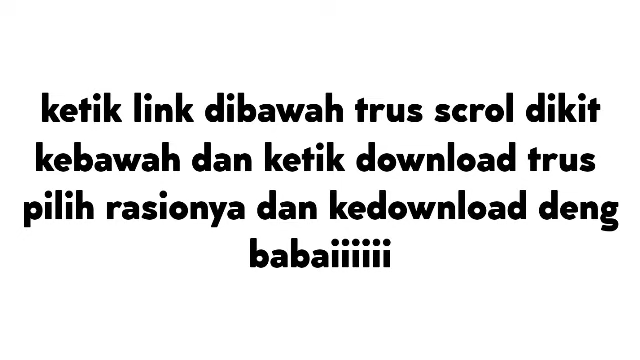 ketik link dibawah trus scrol dikit
kebawah dan ketik download trus
pilih rasionya dan kedownload deng
babaiiiiii